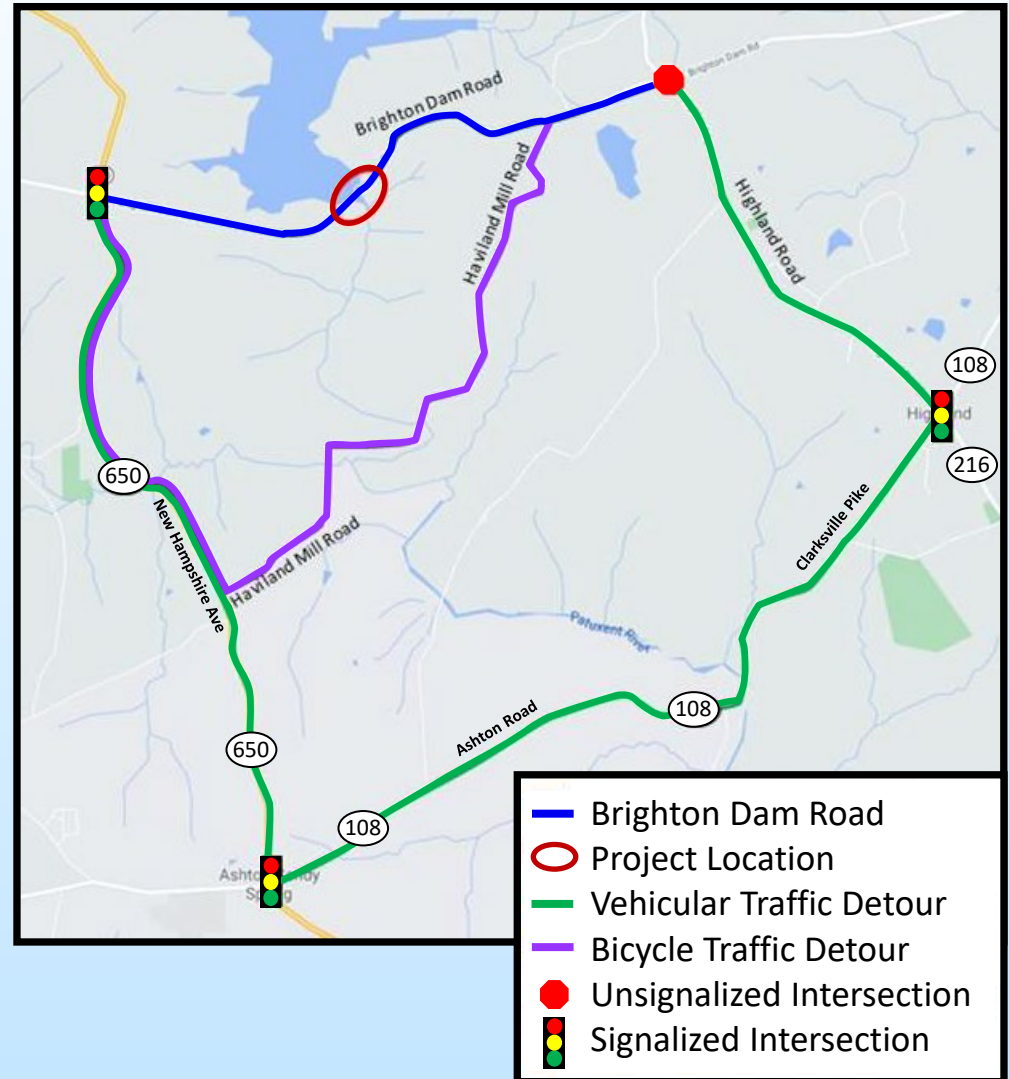 Brighton Dam Rd
Brighton Dam Road
Haviland Mill Road
Highland Road
108
216
650
New Hampshire Ave
Haviland Mill Road
Clarksville Pike
Patuxent River
108
Ashton Road
650
108
Brighton Dam Road
Project Location
Vehicular Traffic Detour
Bicycle Traffic Detour
Unsignalized Intersection
Signalized Intersection